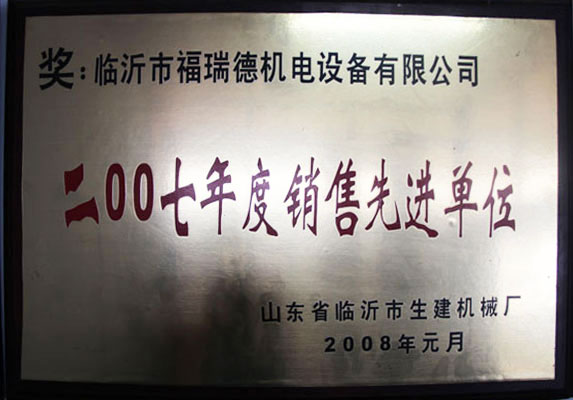 奖:临沂市福瑞德机电设备有限公司
二00七年度销售先进单位
山东省临沂市生建机械厂
2008年元月